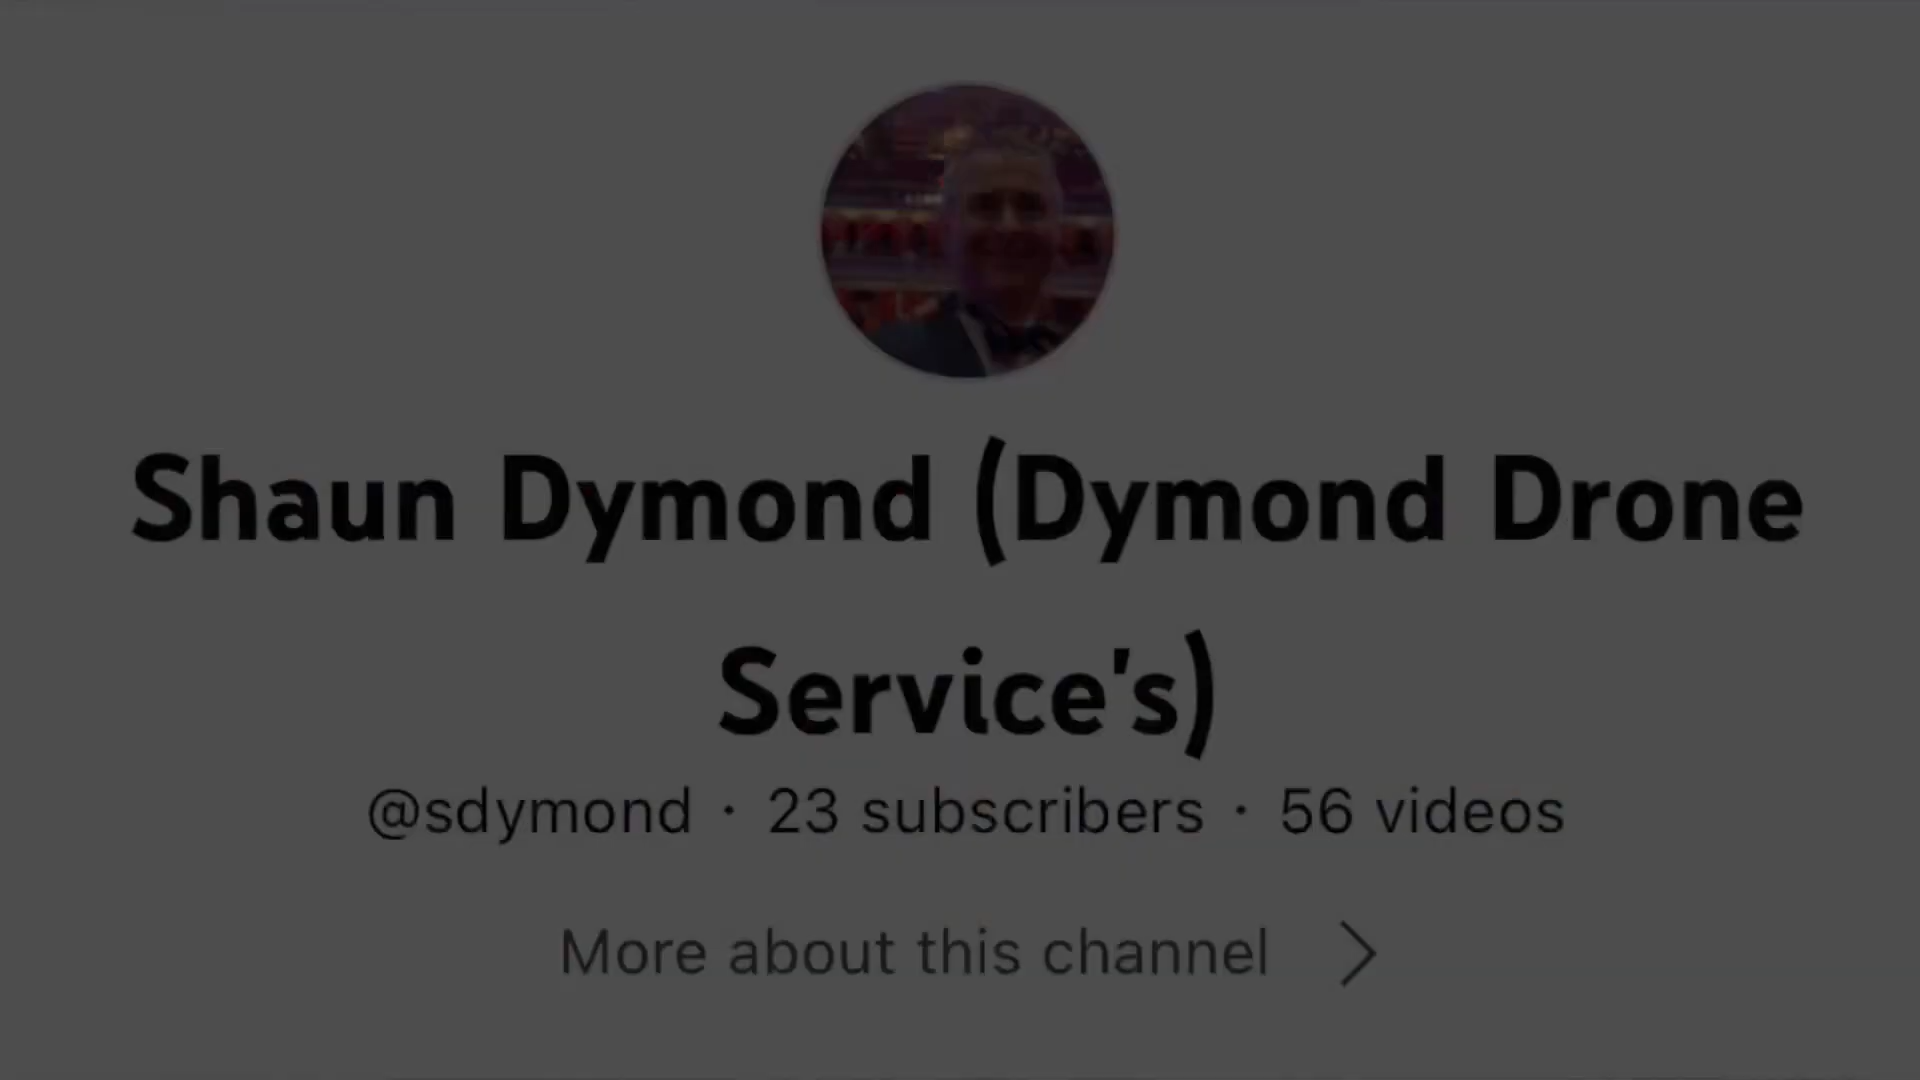 Shaun Dymond (Dymond Drone
Service's)
@sdymond · 23 subscribers · 56 videos
More about this channel